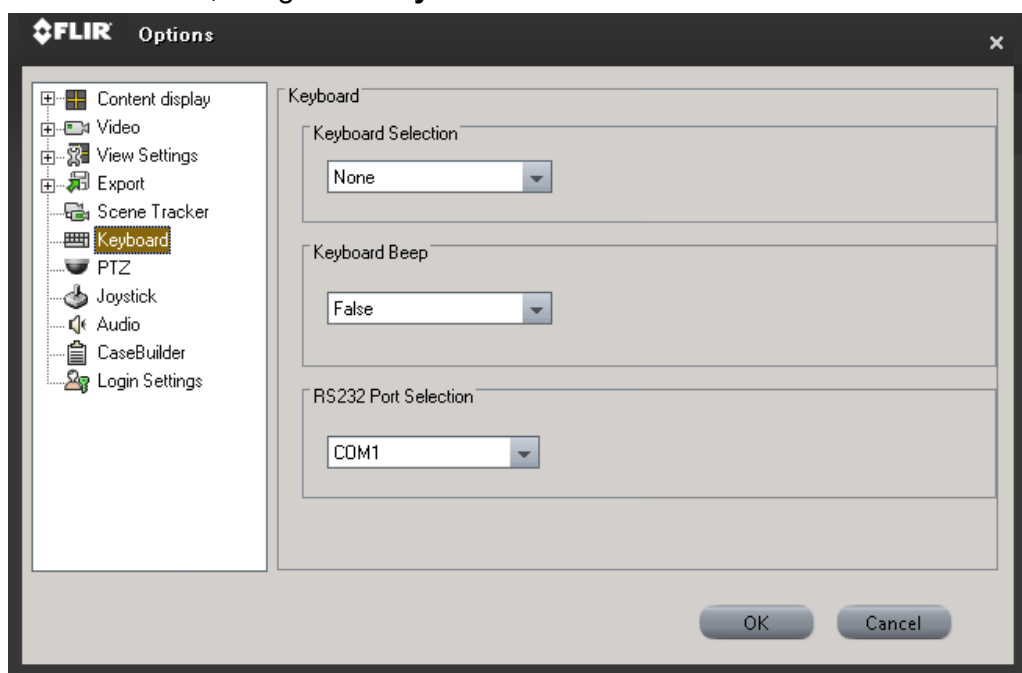 FLIR Options
Content display
Video
View Settings
Export
Scene Tracker
Keyboard
PTZ
Joystick
Audio
CaseBuilder
Login Settings
Keyboard
Keyboard Selection
None
Keyboard Beep
False
RS232 Port Selection
COM1
OK Cancel